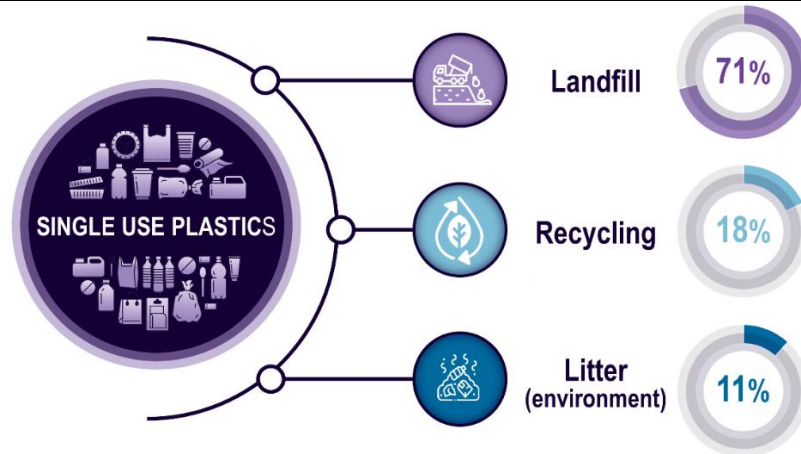 SINGLE USE PLASTICS
Landfill
71%
Recycling
18%
Litter
(environment)
11%